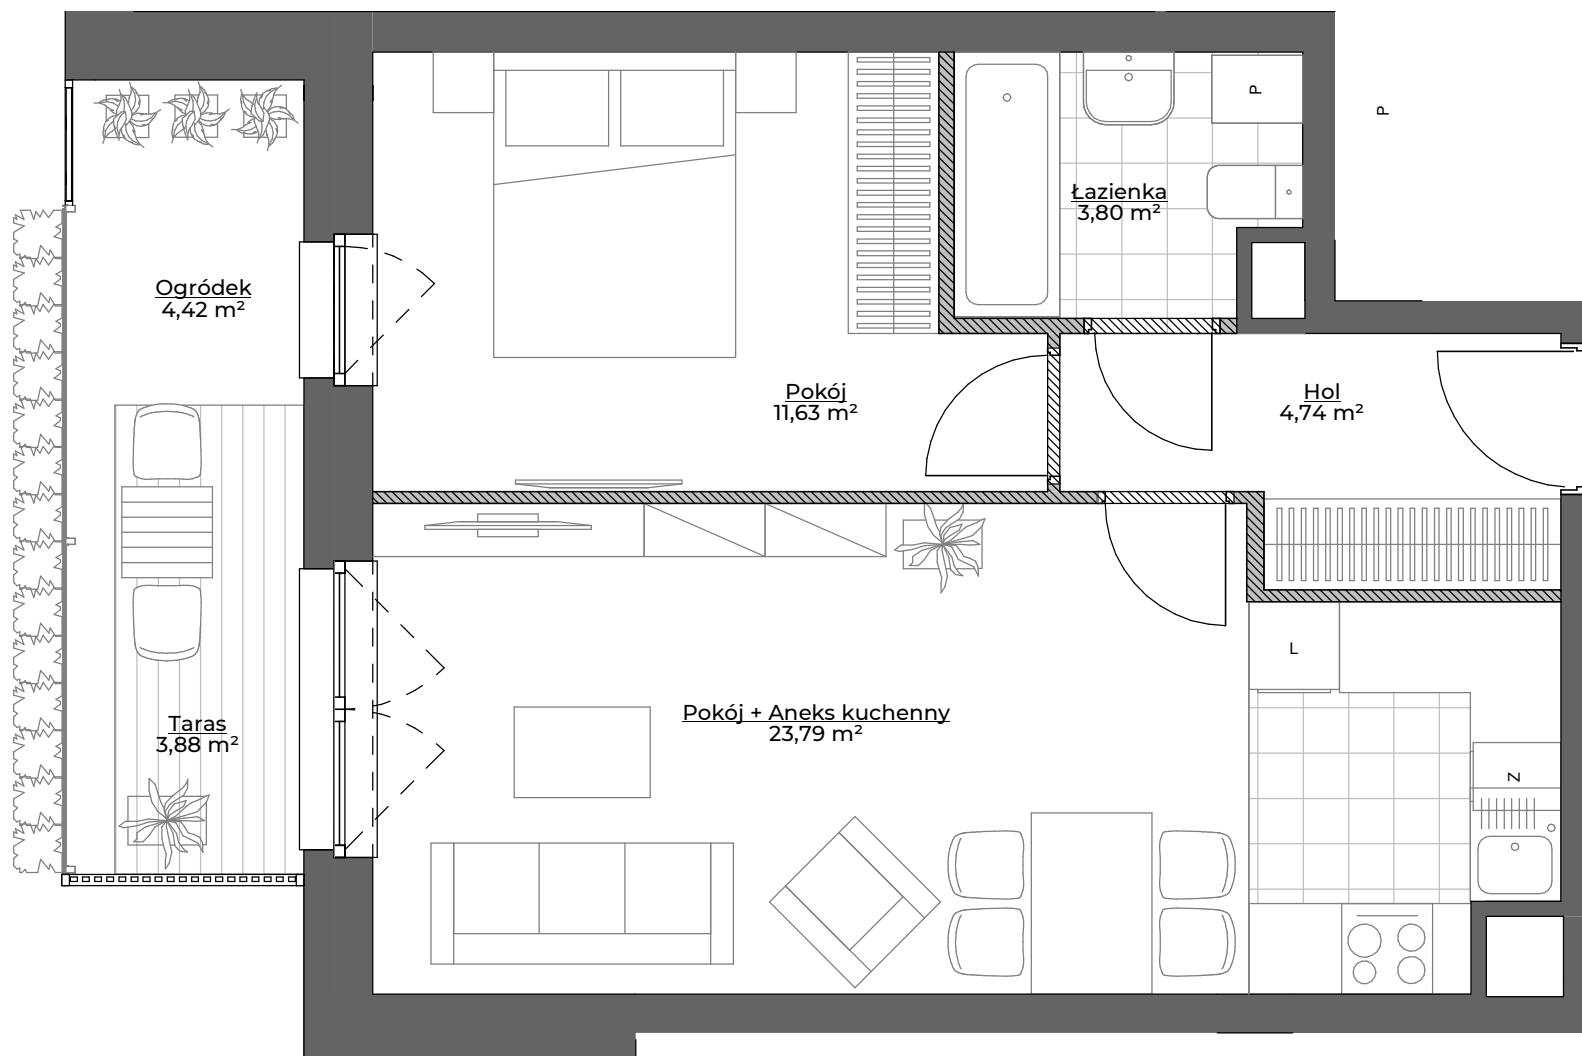 P
P
Łazienka
3,80 m²
Ogródek
4,42 m²
Pokój
11,63 m²
Hol
4,74 m²
L
Pokój + Aneks kuchenny
23,79 m²
Taras
3,88 m²
Z